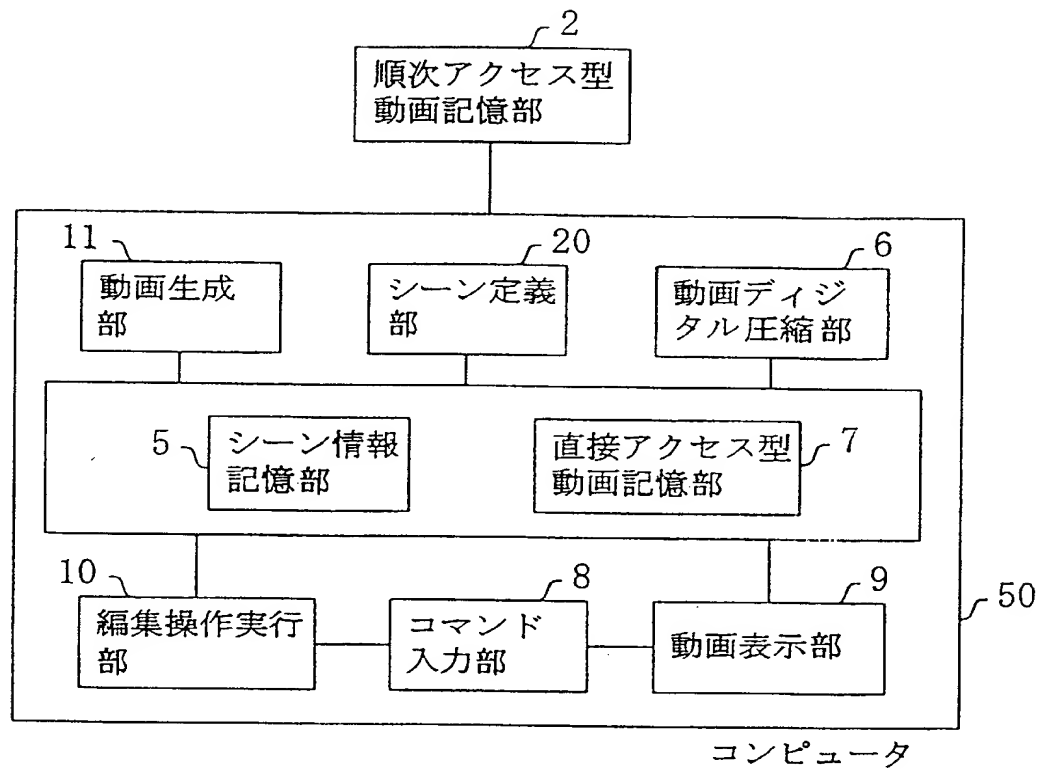 2
順次アクセス型
動画記憶部
11
動画生成
部
20
シーン定義
部
6
動画ディジ
タル圧縮部
5
シーン情報
記憶部
直接アクセス型
動画記憶部
7
10
編集操作実行
部
8
コマンド
入力部
9
動画表示部
50
コンピュータ